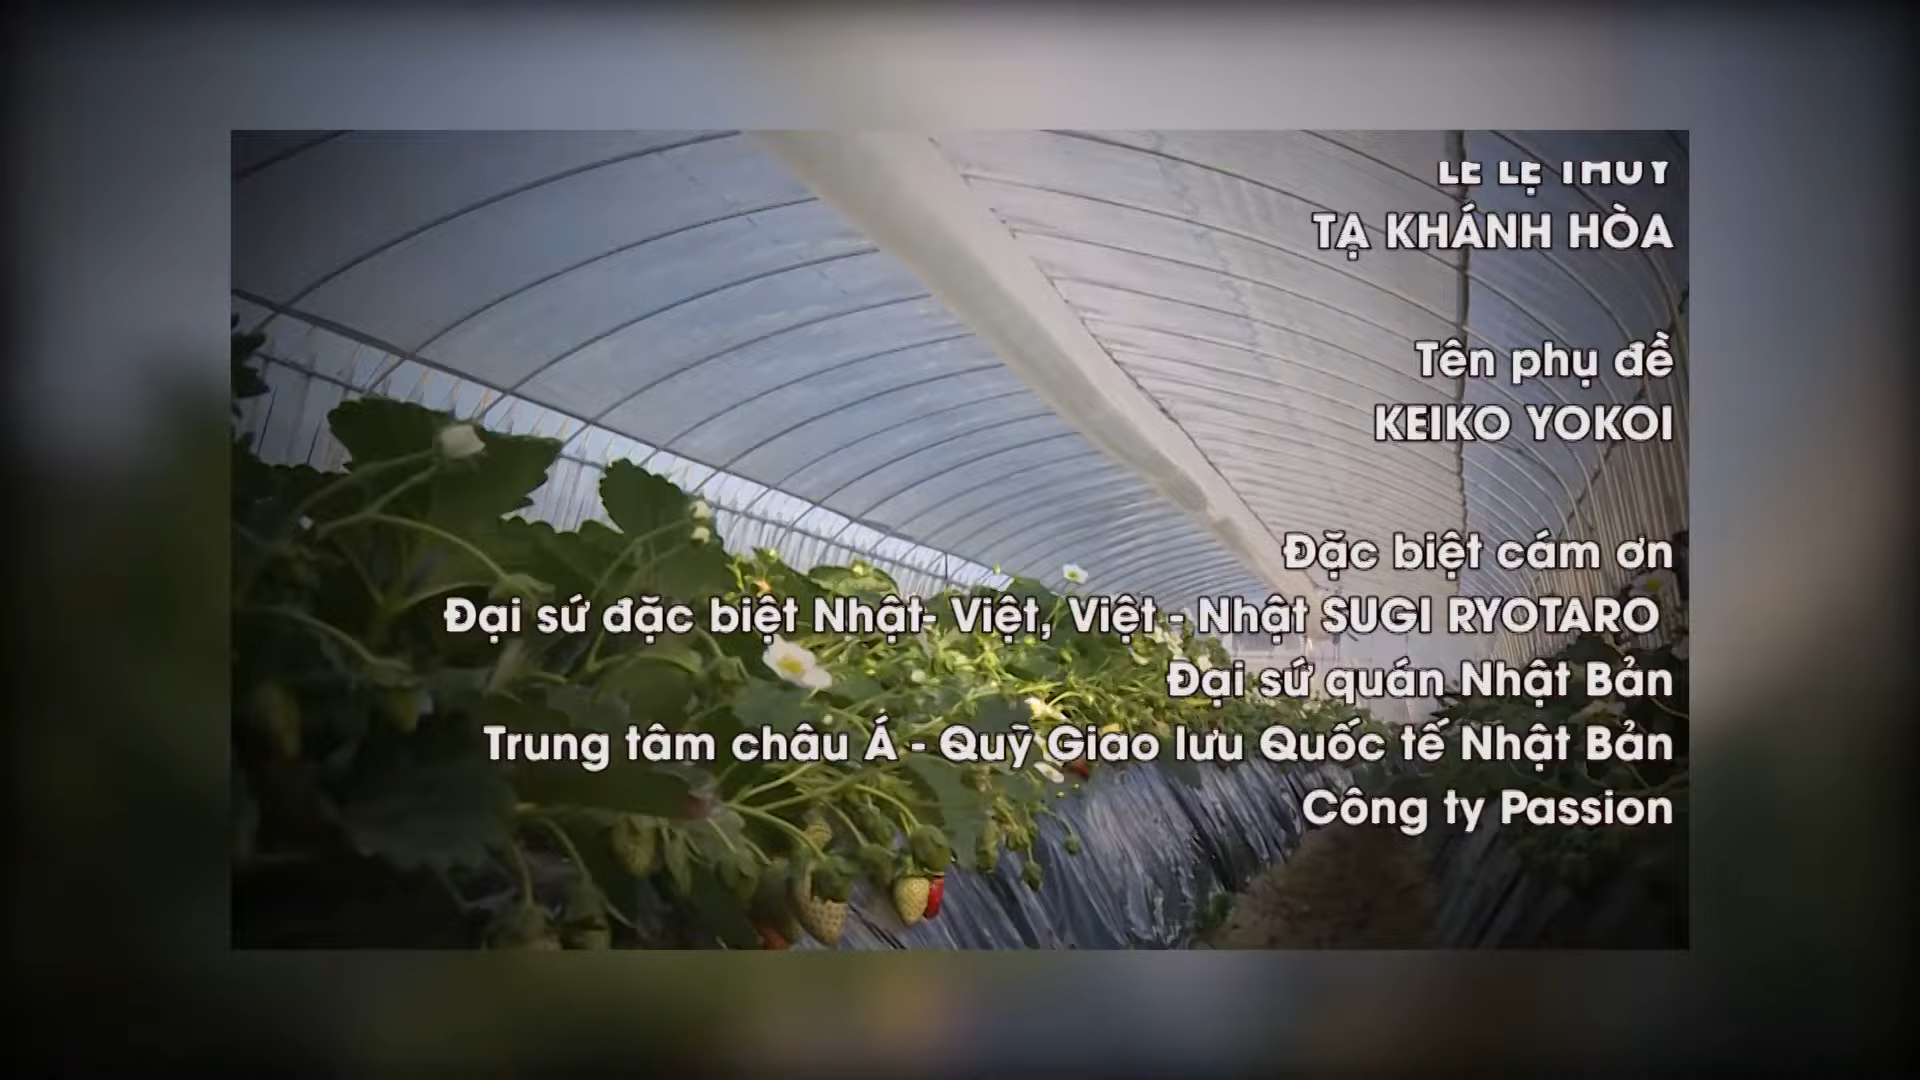 TẠ KHÁNH HÒA
Tên phụ đề
KEIKO YOKOI
Đặc biệt cám ơn
Đại sứ đặc biệt Nhật- Việt, Việt - Nhật SUGI RYOTARO
Đại sứ quán Nhật Bản
Trung tâm châu Á - Quỹ Giao lưu Quốc tế Nhật Bản
Công ty Passion